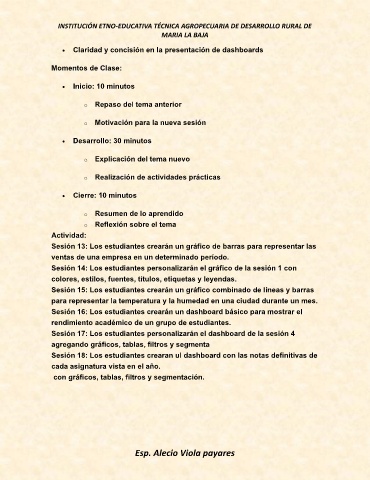 INSTITUCIÓN ETNO-EDUCATIVA TÉCNICA AGROPECUARIA DE DESARROLLO RURAL DE
MARIA LA BAJA
• Claridad y concisión en la presentación de dashboards
Momentos de Clase:
• Inicio: 10 minutos
o Repaso del tema anterior
o Motivación para la nueva sesión
• Desarrollo: 30 minutos
o Explicación del tema nuevo
o Realización de actividades prácticas
• Cierre: 10 minutos
o Resumen de lo aprendido
o Reflexión sobre el tema
Actividad:
Sesión 13: Los estudiantes crearán un gráfico de barras para representar las
ventas de una empresa en un determinado período.
Sesión 14: Los estudiantes personalizarán el gráfico de la sesión 1 con
colores, estilos, fuentes, títulos, etiquetas y leyendas.
Sesión 15: Los estudiantes crearán un gráfico combinado de líneas y barras
para representar la temperatura y la humedad en una ciudad durante un mes.
Sesión 16: Los estudiantes crearán un dashboard básico para mostrar el
rendimiento académico de un grupo de estudiantes.
Sesión 17: Los estudiantes personalizarán el dashboard de la sesión 4
agregando gráficos, tablas, filtros y segmenta
Sesión 18: Los estudiantes crearan ul dashboard con las notas definitivas de
cada asignatura vista en el año.
con gráficos, tablas, filtros y segmentación.
Esp. Alecio Viola payares